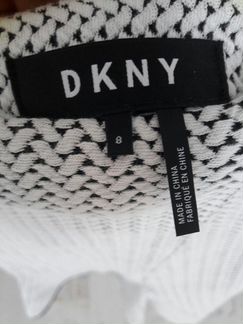 DKNY
8
MADE IN CHINA
FABRIQUÉ EN CHINE